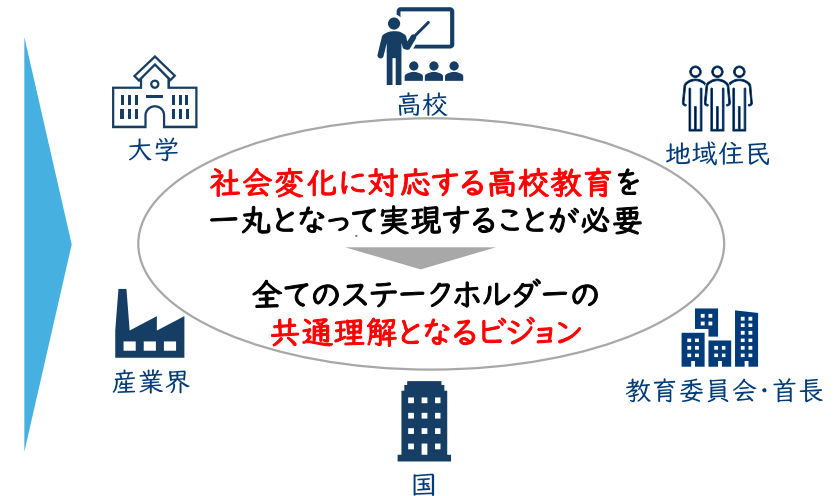 高校
大学
地域住民
社会変化に対応する高校教育を
一丸となって実現することが必要
全てのステークホルダーの
共通理解となるビジョン
産業界
教育委員会・首長
国